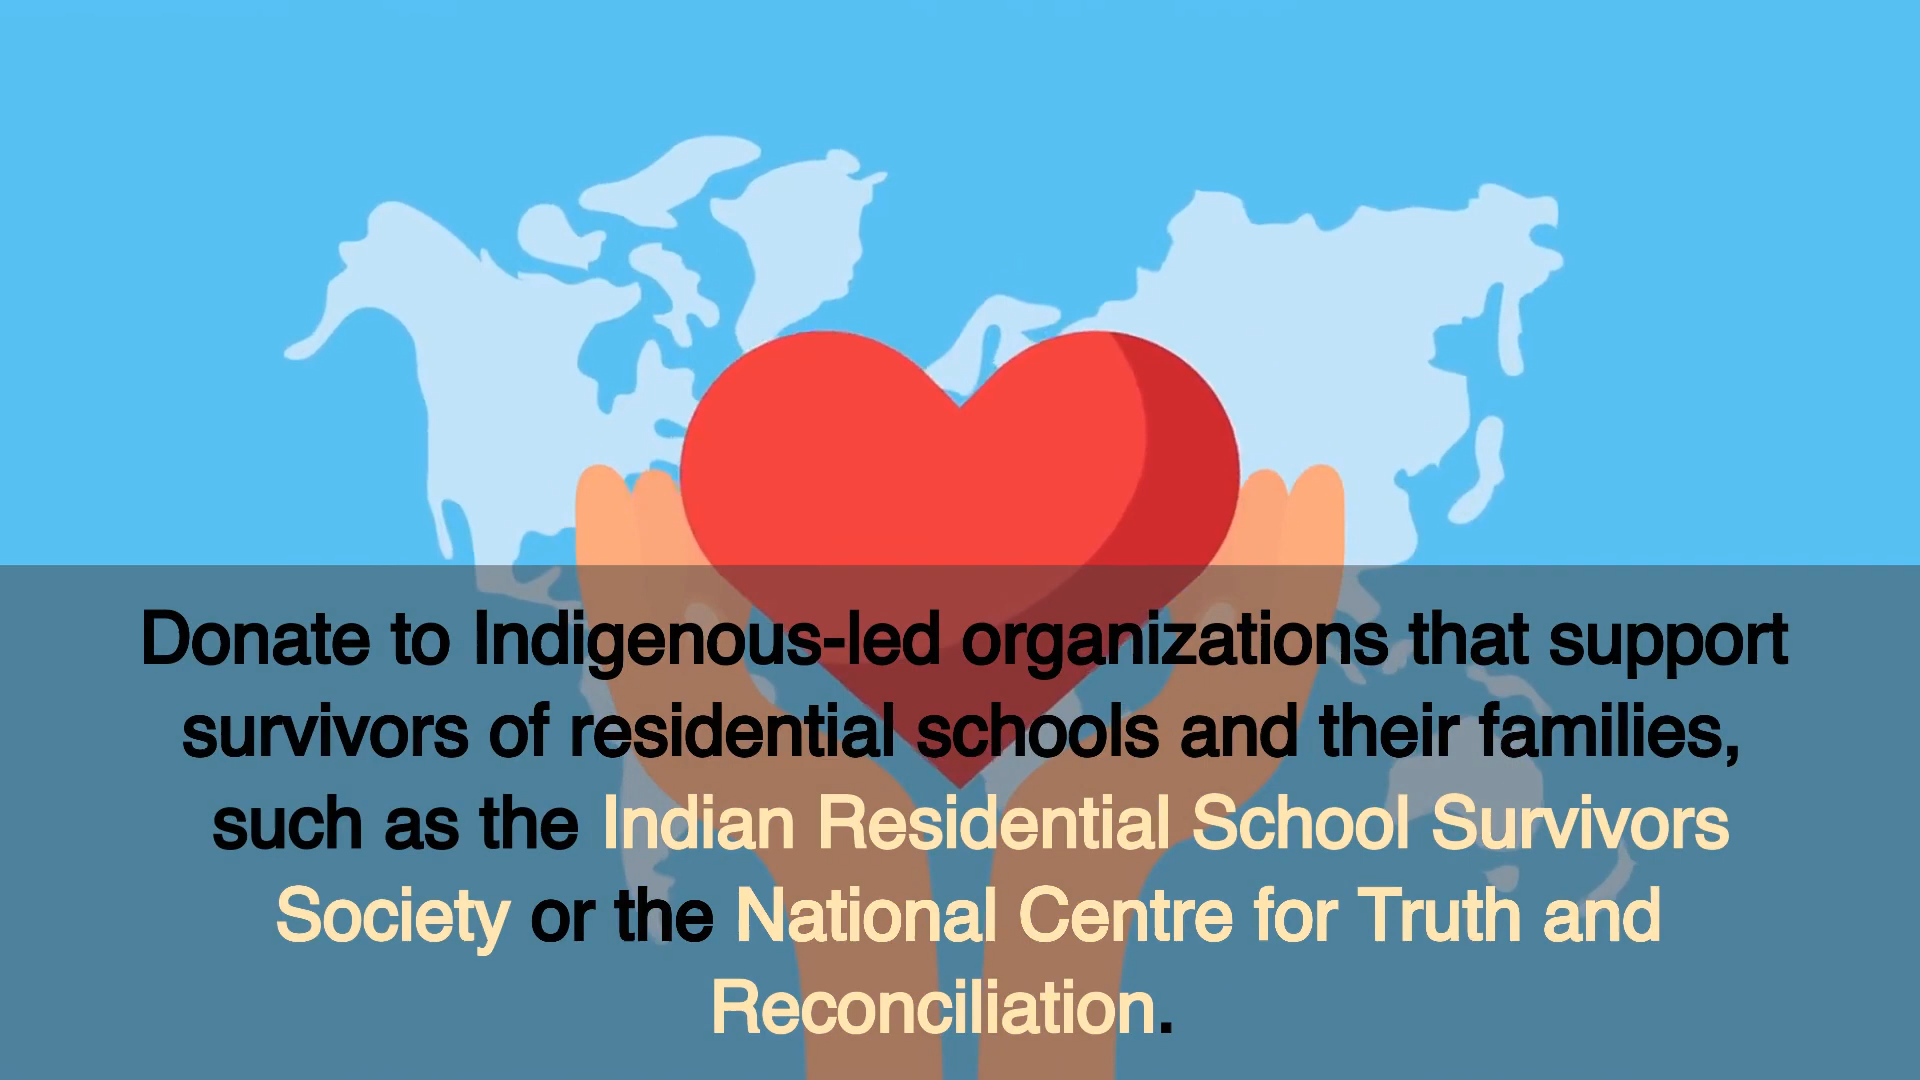 Donate to Indigenous-led organizations that support
survivors of residential schools and their families,
such as the Indian Residential School Survivors
Society or the National Centre for Truth and
Reconciliation.